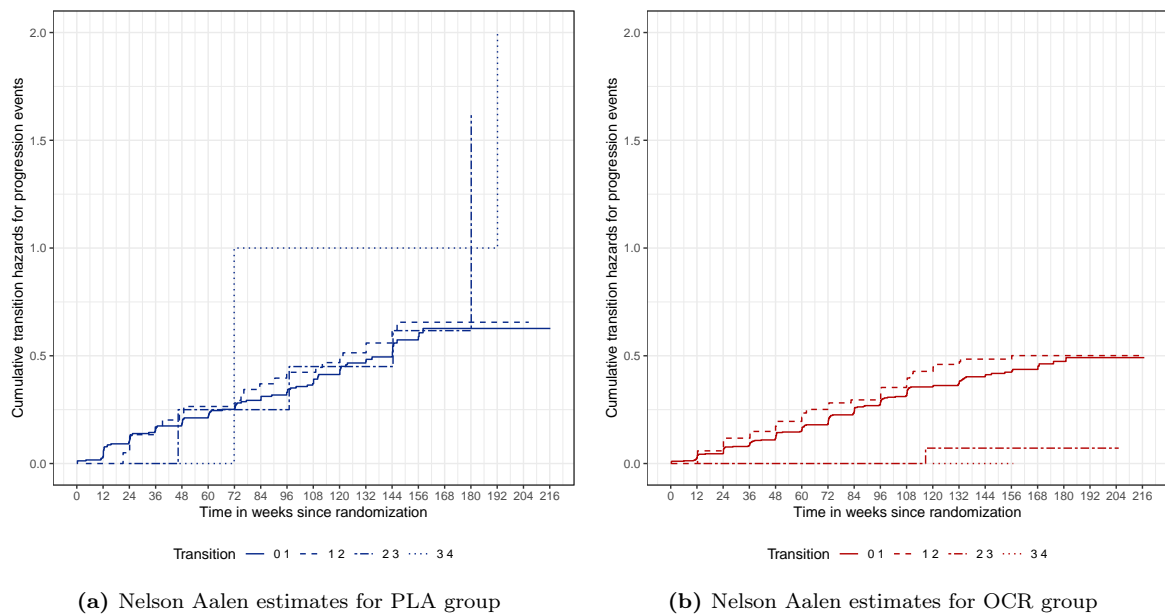 Cumulative transition hazards for progression events
2.0
1.5
1.0
0.5
0.0
0 12 24 36 48 60 72 84 96 108 120 132 144 156 168 180 192 204 216
Time in weeks since randomization
Transition 0 1 1 2 2 3 3 4
(a) Nelson Aalen estimates for PLA group
Cumulative transition hazards for progression events
2.0
1.5
1.0
0.5
0.0
0 12 24 36 48 60 72 84 96 108 120 132 144 156 168 180 192 204 216
Time in weeks since randomization
Transition 0 1 1 2 2 3 3 4
(b) Nelson Aalen estimates for OCR group